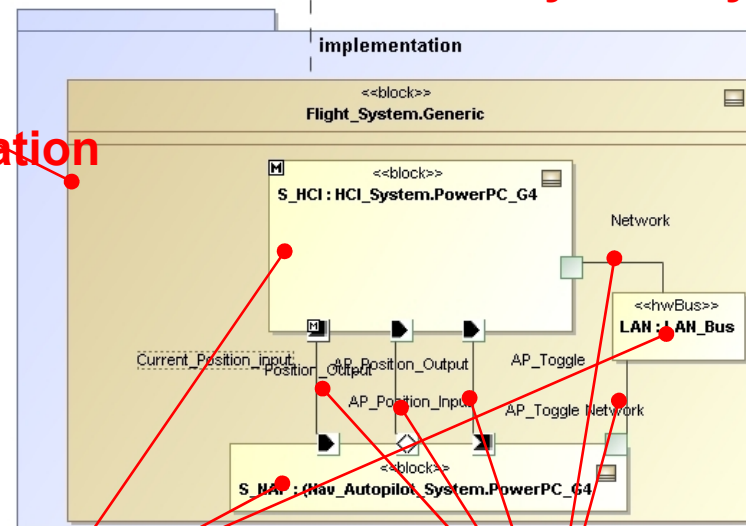 implementation
<<block>>
Flight_System.Generic
ation
M
<<block>>
S_HCI : HCI_System.PowerPC_G4
Network
<<hwBus>>
LAN : LAN_Bus
M
Current_Position_input
Position_Output
AP_Position_Output
AP_Toggle
AP_Position_Input
AP_Toggle
Network
<<block>>
S_NAP : (Nav_Autopilot_System.PowerPC_G4